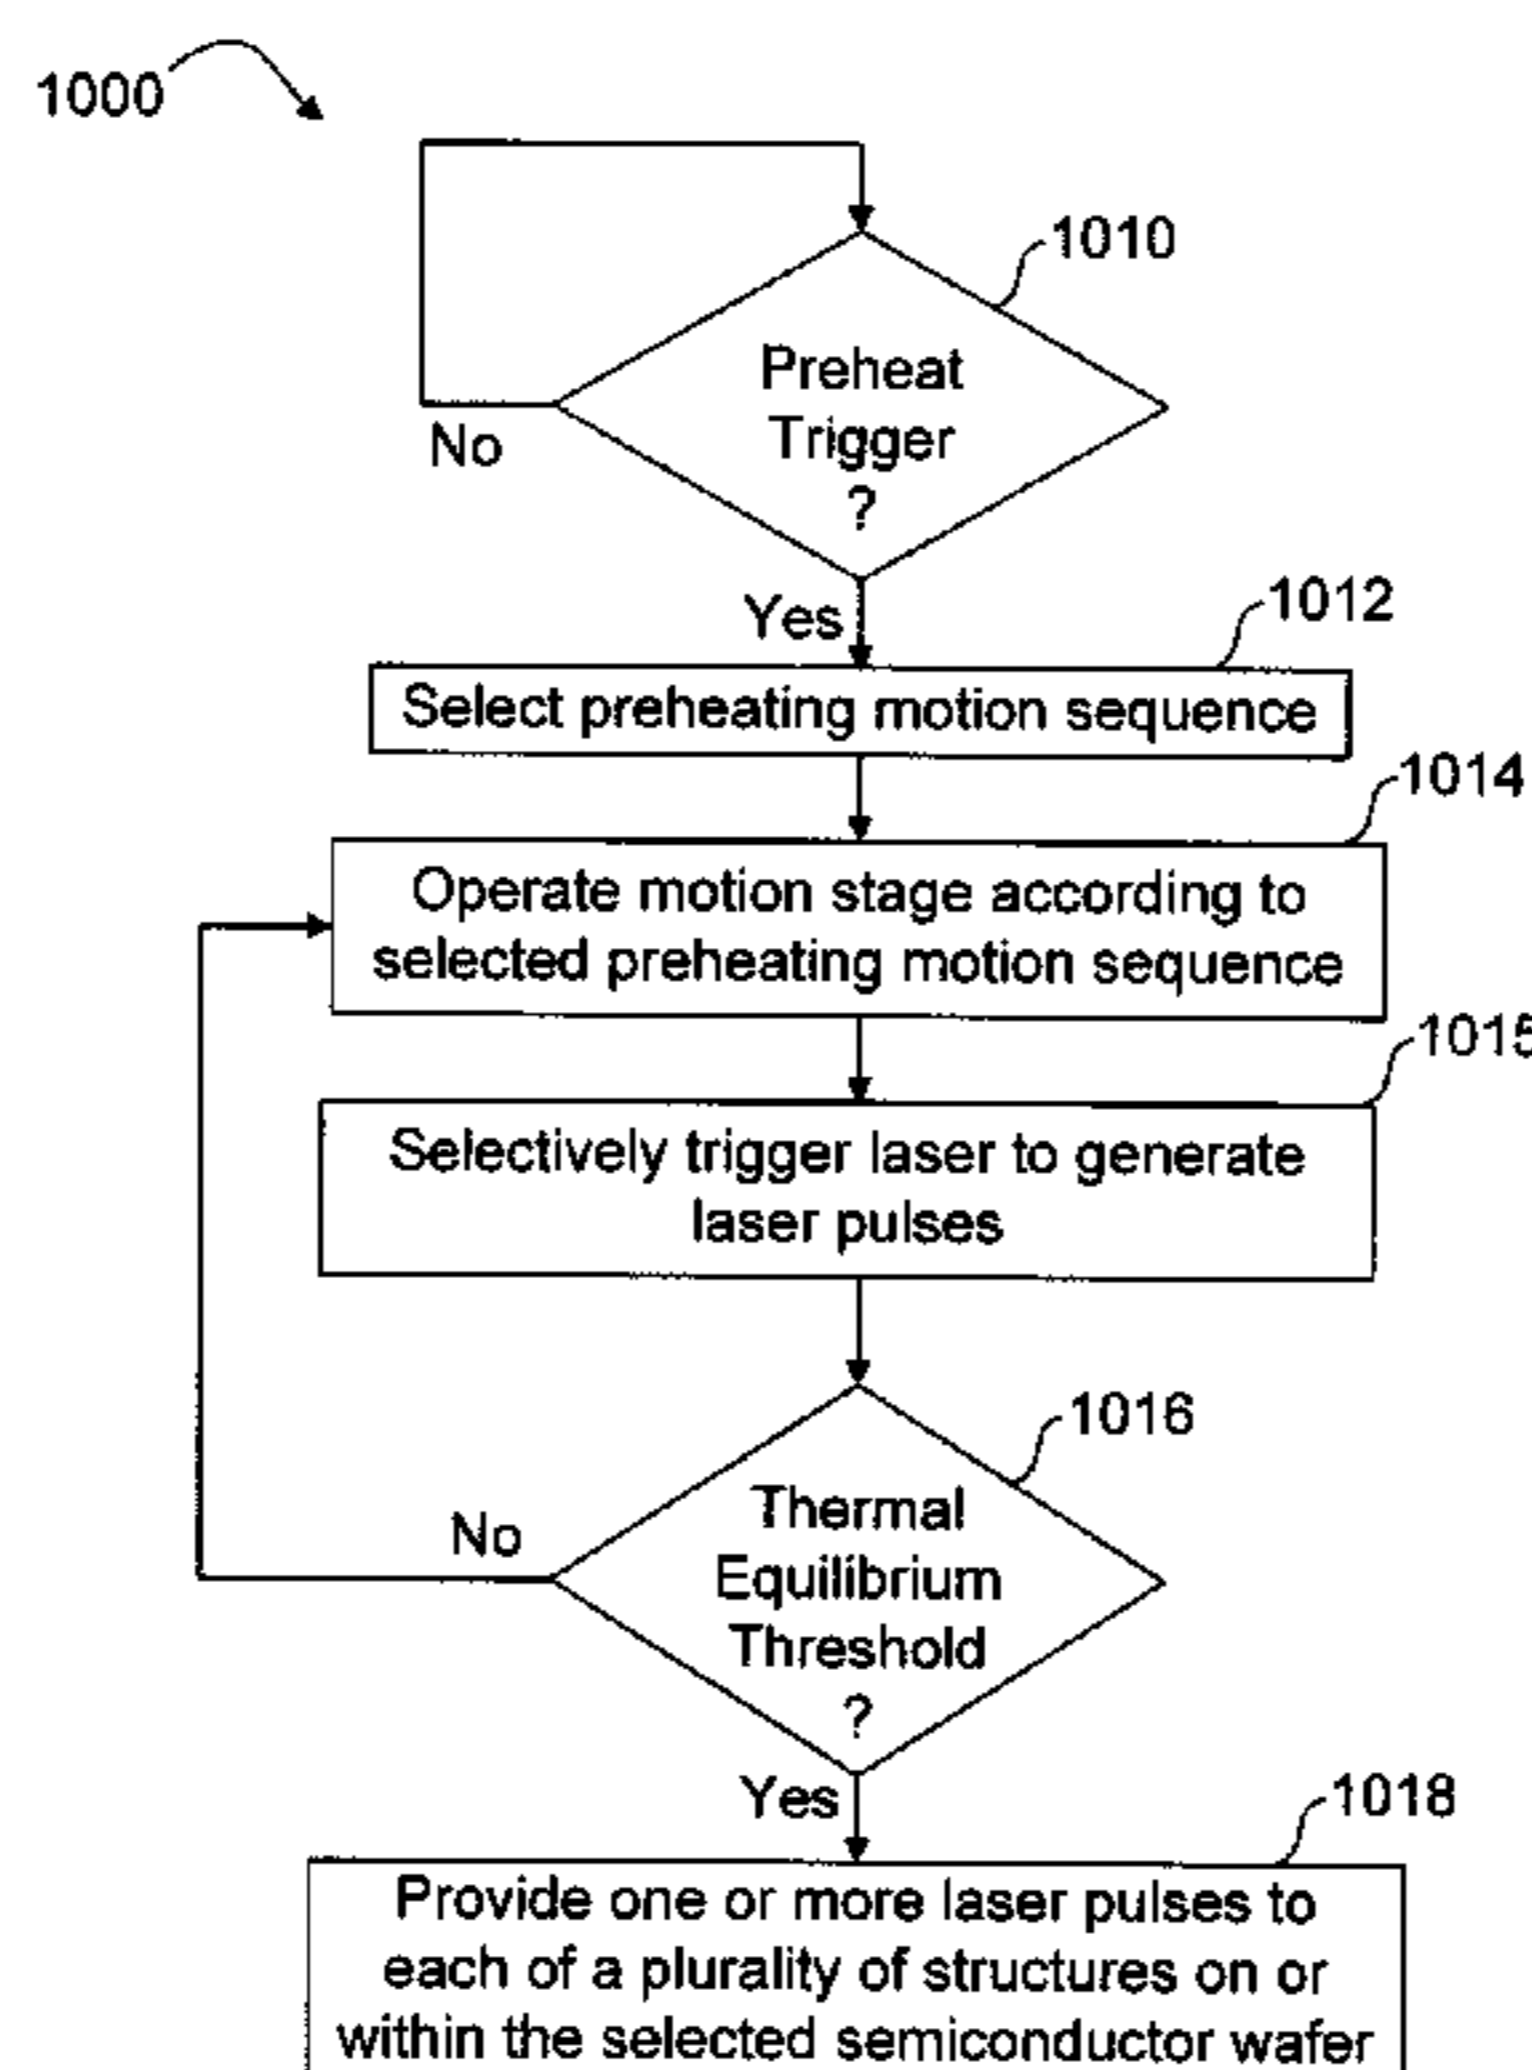 1000
1010
Preheat
Trigger
?
No
Yes
1012
Select preheating motion sequence
1014
Operate motion stage according to
selected preheating motion sequence
1015
Selectively trigger laser to generate
laser pulses
1016
Thermal
Equilibrium
Threshold
?
No
Yes
1018
Provide one or more laser pulses to
each of a plurality of structures on or
within the selected semiconductor wafer